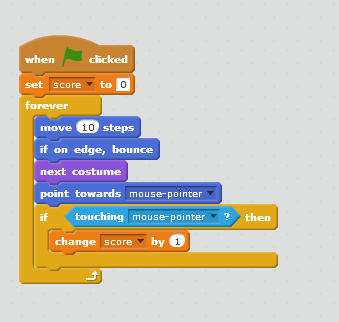 when clicked
set score to 0
forever
move 10 steps
if on edge, bounce
next costume
point towards mouse-pointer
if touching mouse-pointer ? then
change score by 1